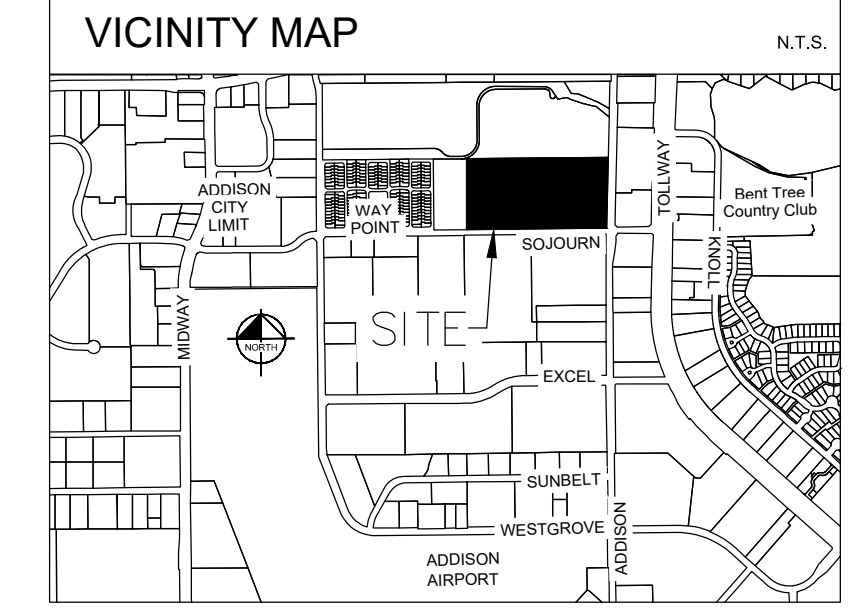 VICINITY MAP
N.T.S.
ADDISON
CITY
LIMIT
WAY
POINT
TOLLWAY
Bent Tree
Country Club
SOJOURN
KNOLL
MIDWAY
SITE
NORTH
EXCEL
SUNBELT
WESTGROVE
ADDISON
ADDISON
AIRPORT